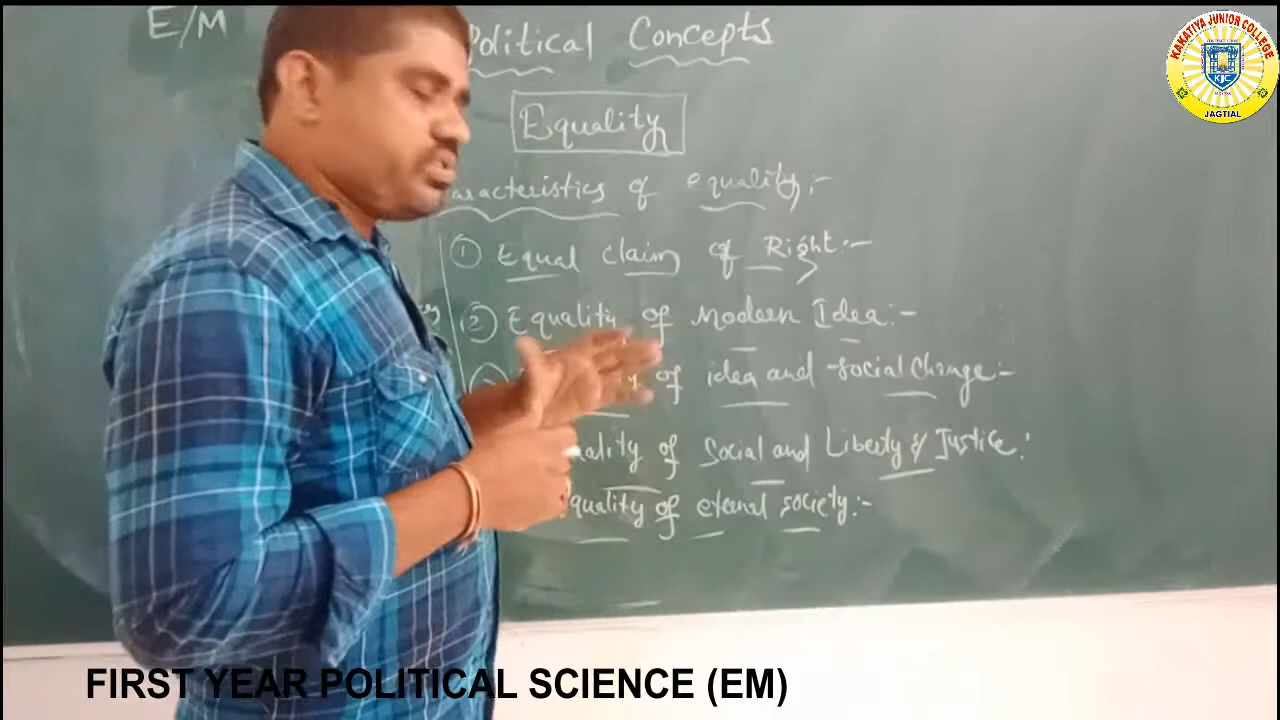 E/M
Political Concepts
Equality
aracteristics of equality:-
① Equal claim of Right:-
② Equality of Modern Idea:-
y of idea and social Change:-
uality of Social and Liberty & Justice:
quality of eternal society:-
KAKATIYA JUNIOR COLLEGE
KJC
JAGTIAL
FIRST YEAR POLITICAL SCIENCE (EM)